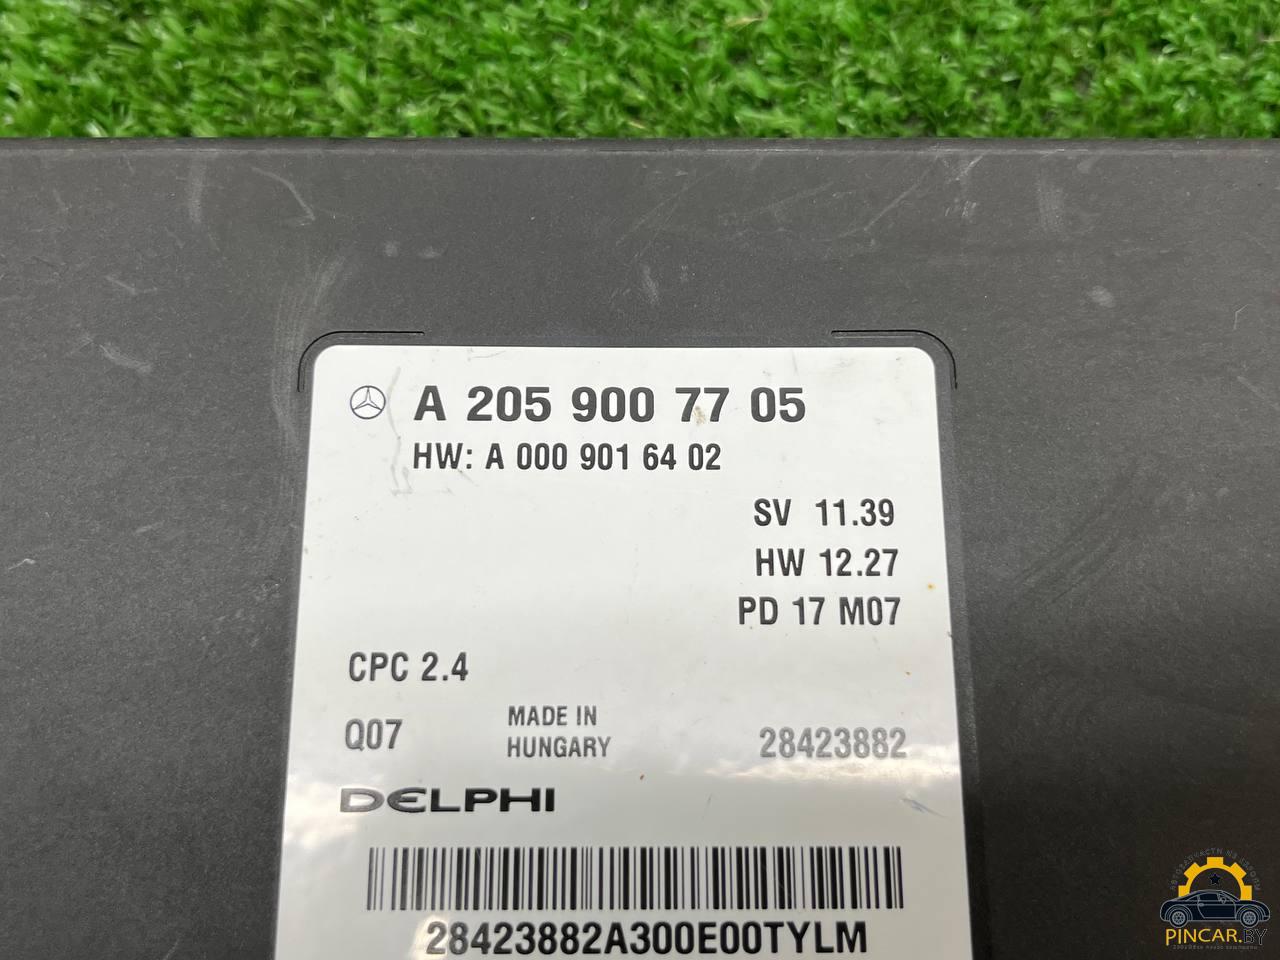 A 205 900 77 05
HW: A 000 901 64 02
SV 11.39
HW 12.27
PD 17 M07
CPC 2.4
Q07
MADE IN
HUNGARY
28423882
DELPHI
28423882A300E00TYLM
PINCAR.BY